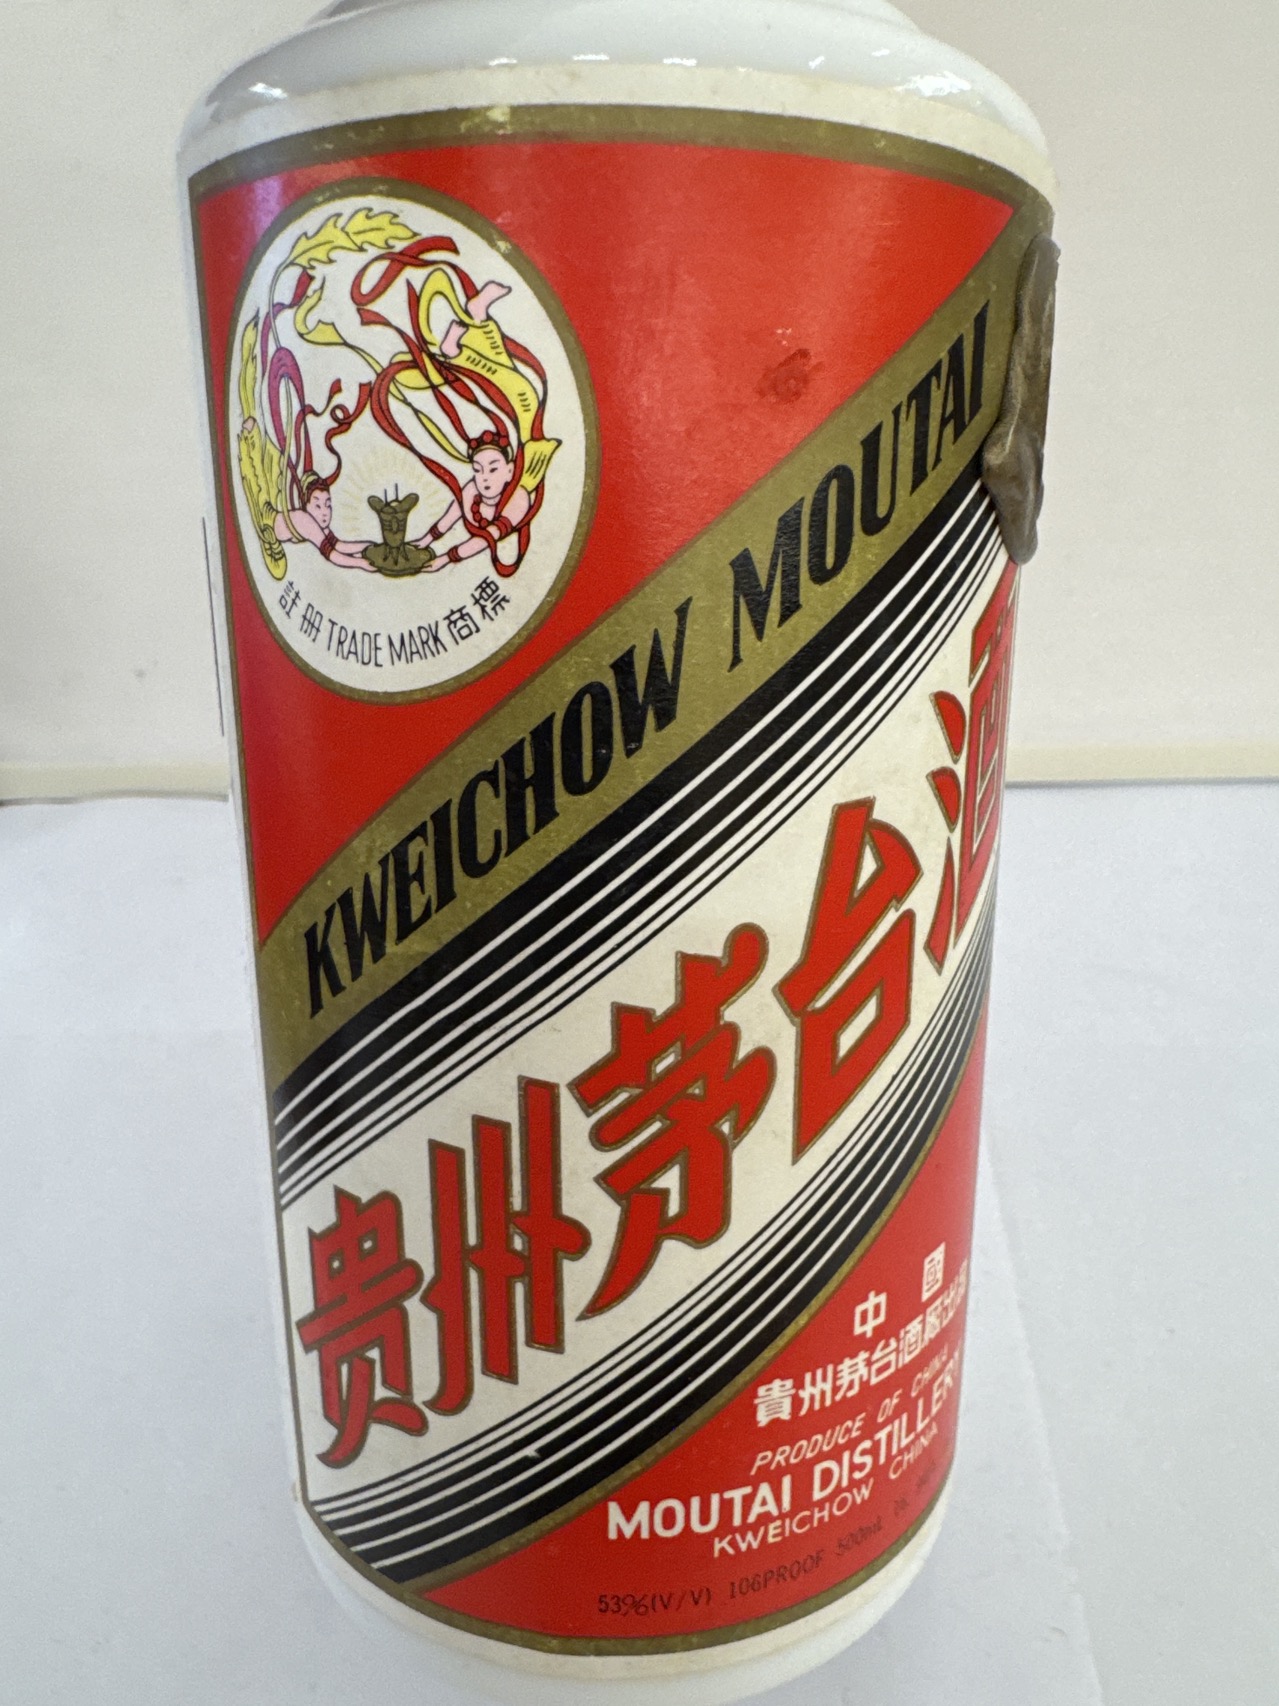 註册 TRADE MARK 商標
KWEICHOW MOUTAI
贵州茅台酒
中國
貴州茅台酒廠出品
PRODUCE OF CHINA
MOUTAI DISTILLERY
KWEICHOW CHINA
53%(V/V) 106PROOF 500ml